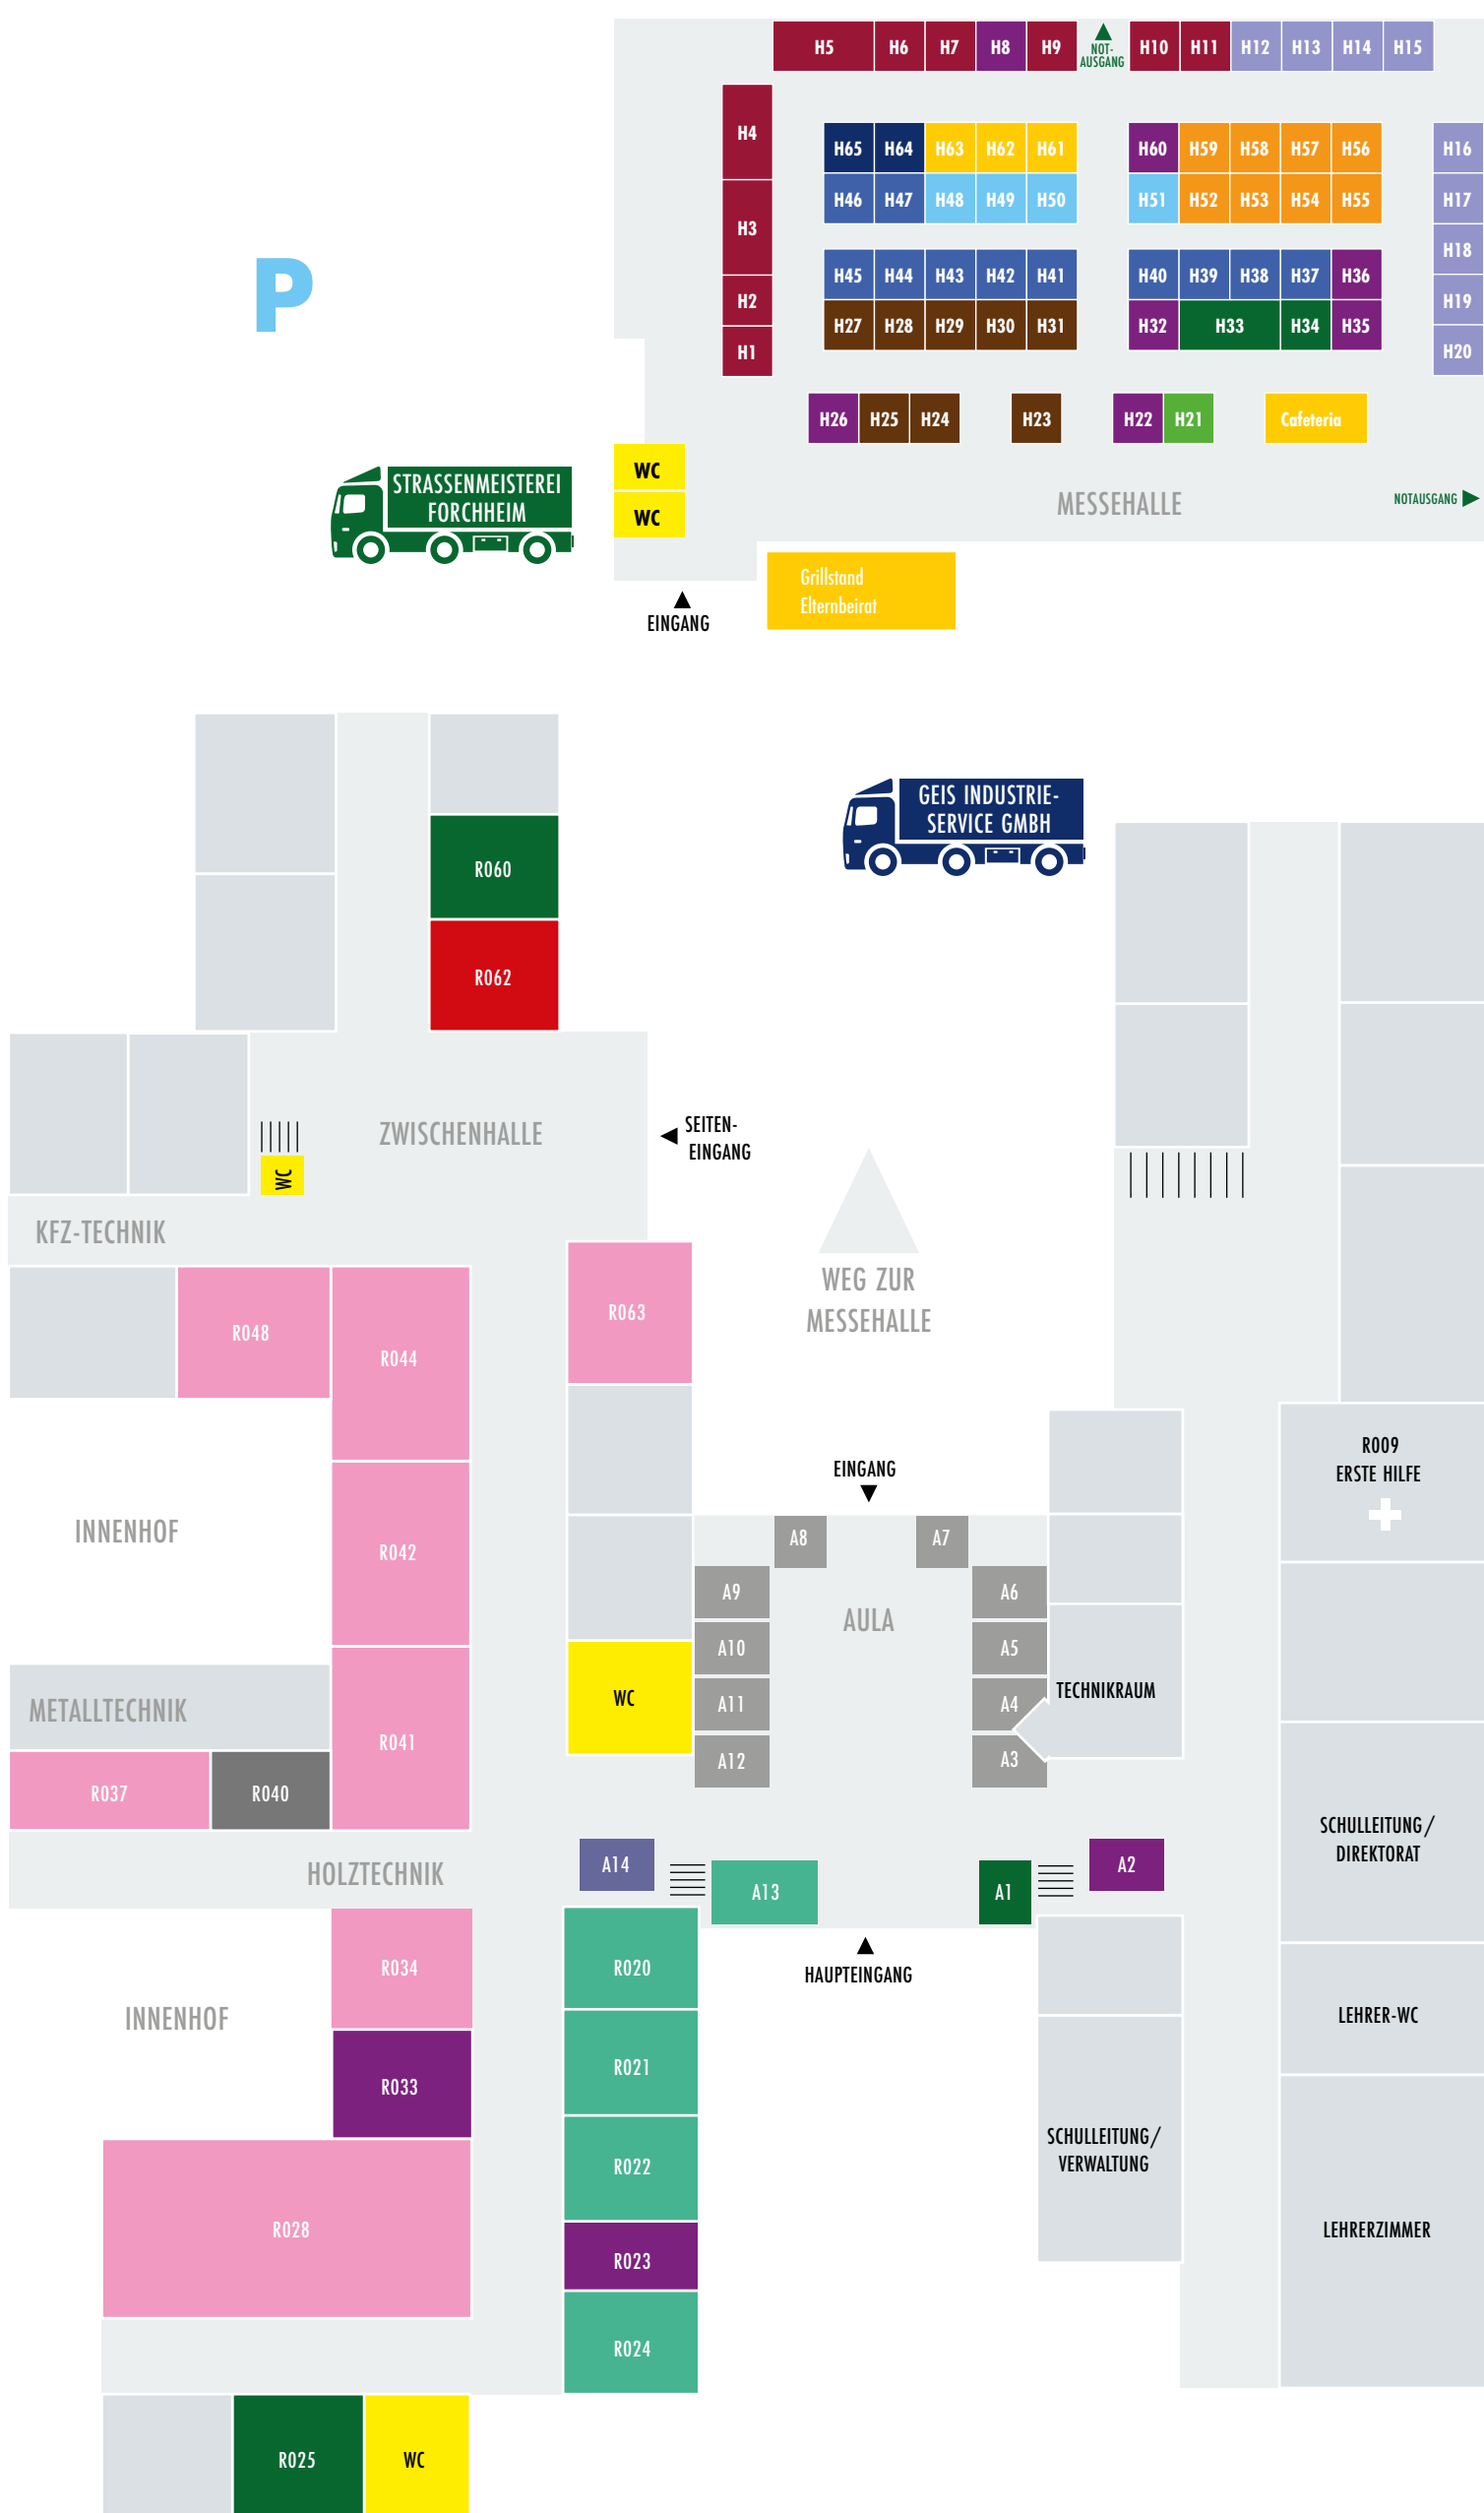 H5 H6 H7 H8 H9
NOT-
AUSGANG
H10 H11 H12 H13 H14 H15
H4
H3
H2
H1
H65 H64 H63 H62 H61
H46 H47 H48 H49 H50
H60 H59 H58 H57 H56
H51 H52 H53 H54 H55
H45 H44 H43 H42 H41
H27 H28 H29 H30 H31
H40 H39 H38 H37 H36
H32 H33 H34 H35
H16
H17
H18
H19
H20
H26 H25 H24 H23 H22 H21 Cafeteria
P
STRASSENMEISTEREI
FORCHHEIM
WC
WC
MESSEHALLE
NOTAUSGANG
Grillstand
Elternbeirat
EINGANG
GEIS INDUSTRIE-
SERVICE GMBH
R060
R062
ZWISCHENHALLE
SEITEN-
EINGANG
WC
KFZ-TECHNIK
R048
R044
R063
WEG ZUR
MESSEHALLE
INNENHOF
R042
EINGANG
R009
ERSTE HILFE
A8 A7
A9 A6
AULA
A10 A5
A11 A4
A12 A3
TECHNIKRAUM
WC
METALLTECHNIK
R041
R037 R040
SCHULLEITUNG/
DIREKTORAT
HOLZTECHNIK
A14
A13
A1
A2
HAUPTEINGANG
R034
INNENHOF
R033
R028
R020
R021
R022
R023
R024
LEHRER-WC
SCHULLEITUNG/
VERWALTUNG
LEHRERZIMMER
R025
WC